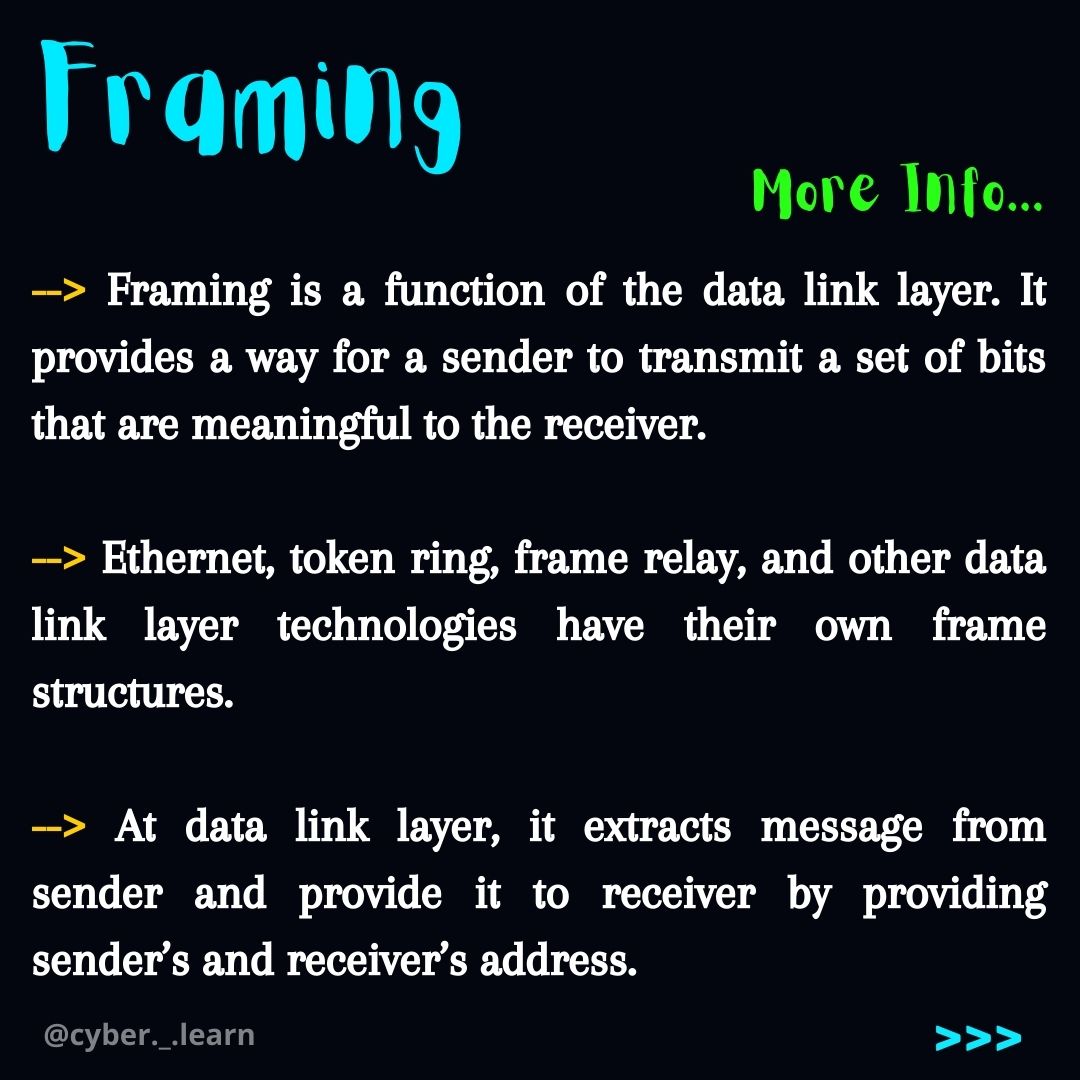 Framing
More Info...
--> Framing is a function of the data link layer. It
provides a way for a sender to transmit a set of bits
that are meaningful to the receiver.
--> Ethernet, token ring, frame relay, and other data
link layer technologies have their own frame
structures.
--> At data link layer, it extracts message from
sender and provide it to receiver by providing
sender’s and receiver’s address.
@cyber._.learn
>>>